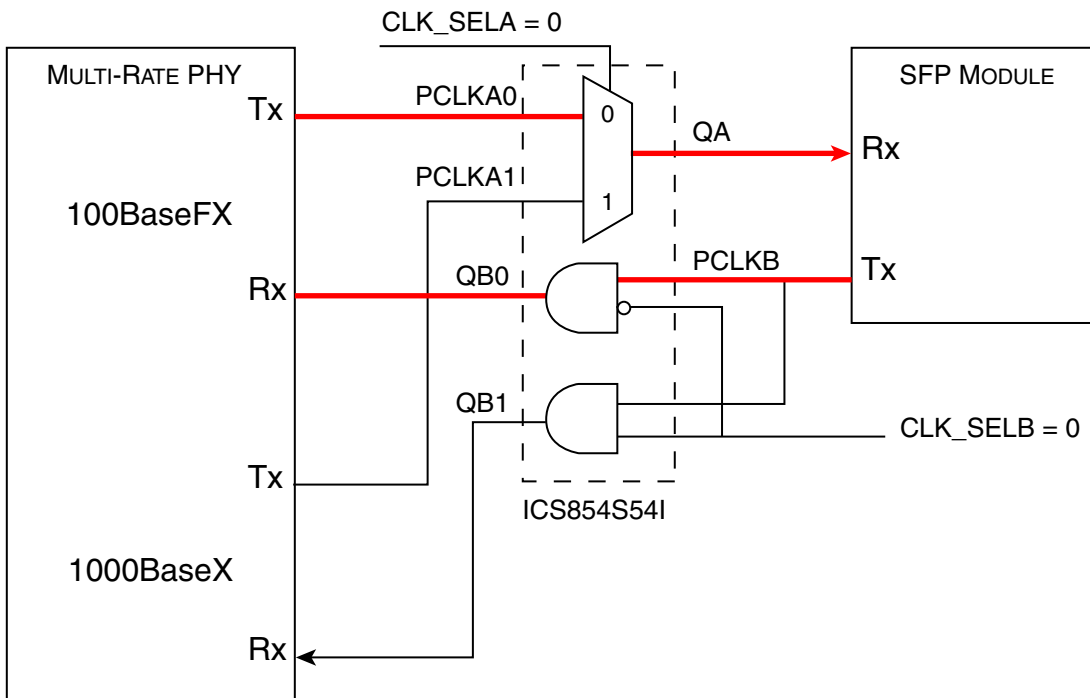 CLK_SELA = 0
MULTI-RATE PHY
SFP MODULE
Tx
PCLKA0
0
QA
Rx
PCLKA1
1
100BaseFX
PCLKB
Tx
QB0
Rx
QB1
CLK_SELB = 0
Tx
ICS854S54I
1000BaseX
Rx